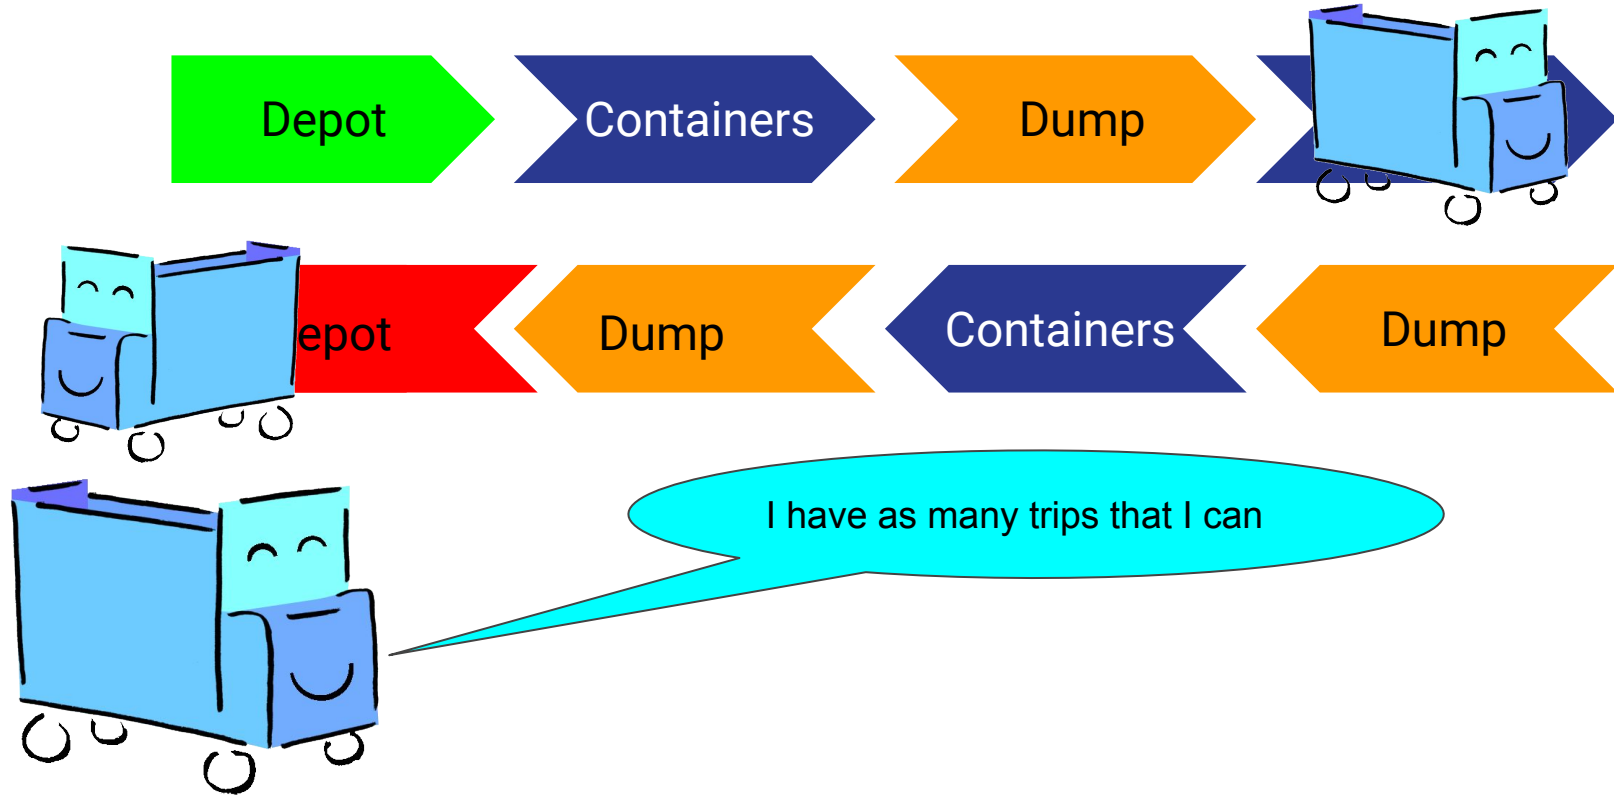 Depot
Containers
Dump
epot
Dump
Containers
Dump
I have as many trips that I can